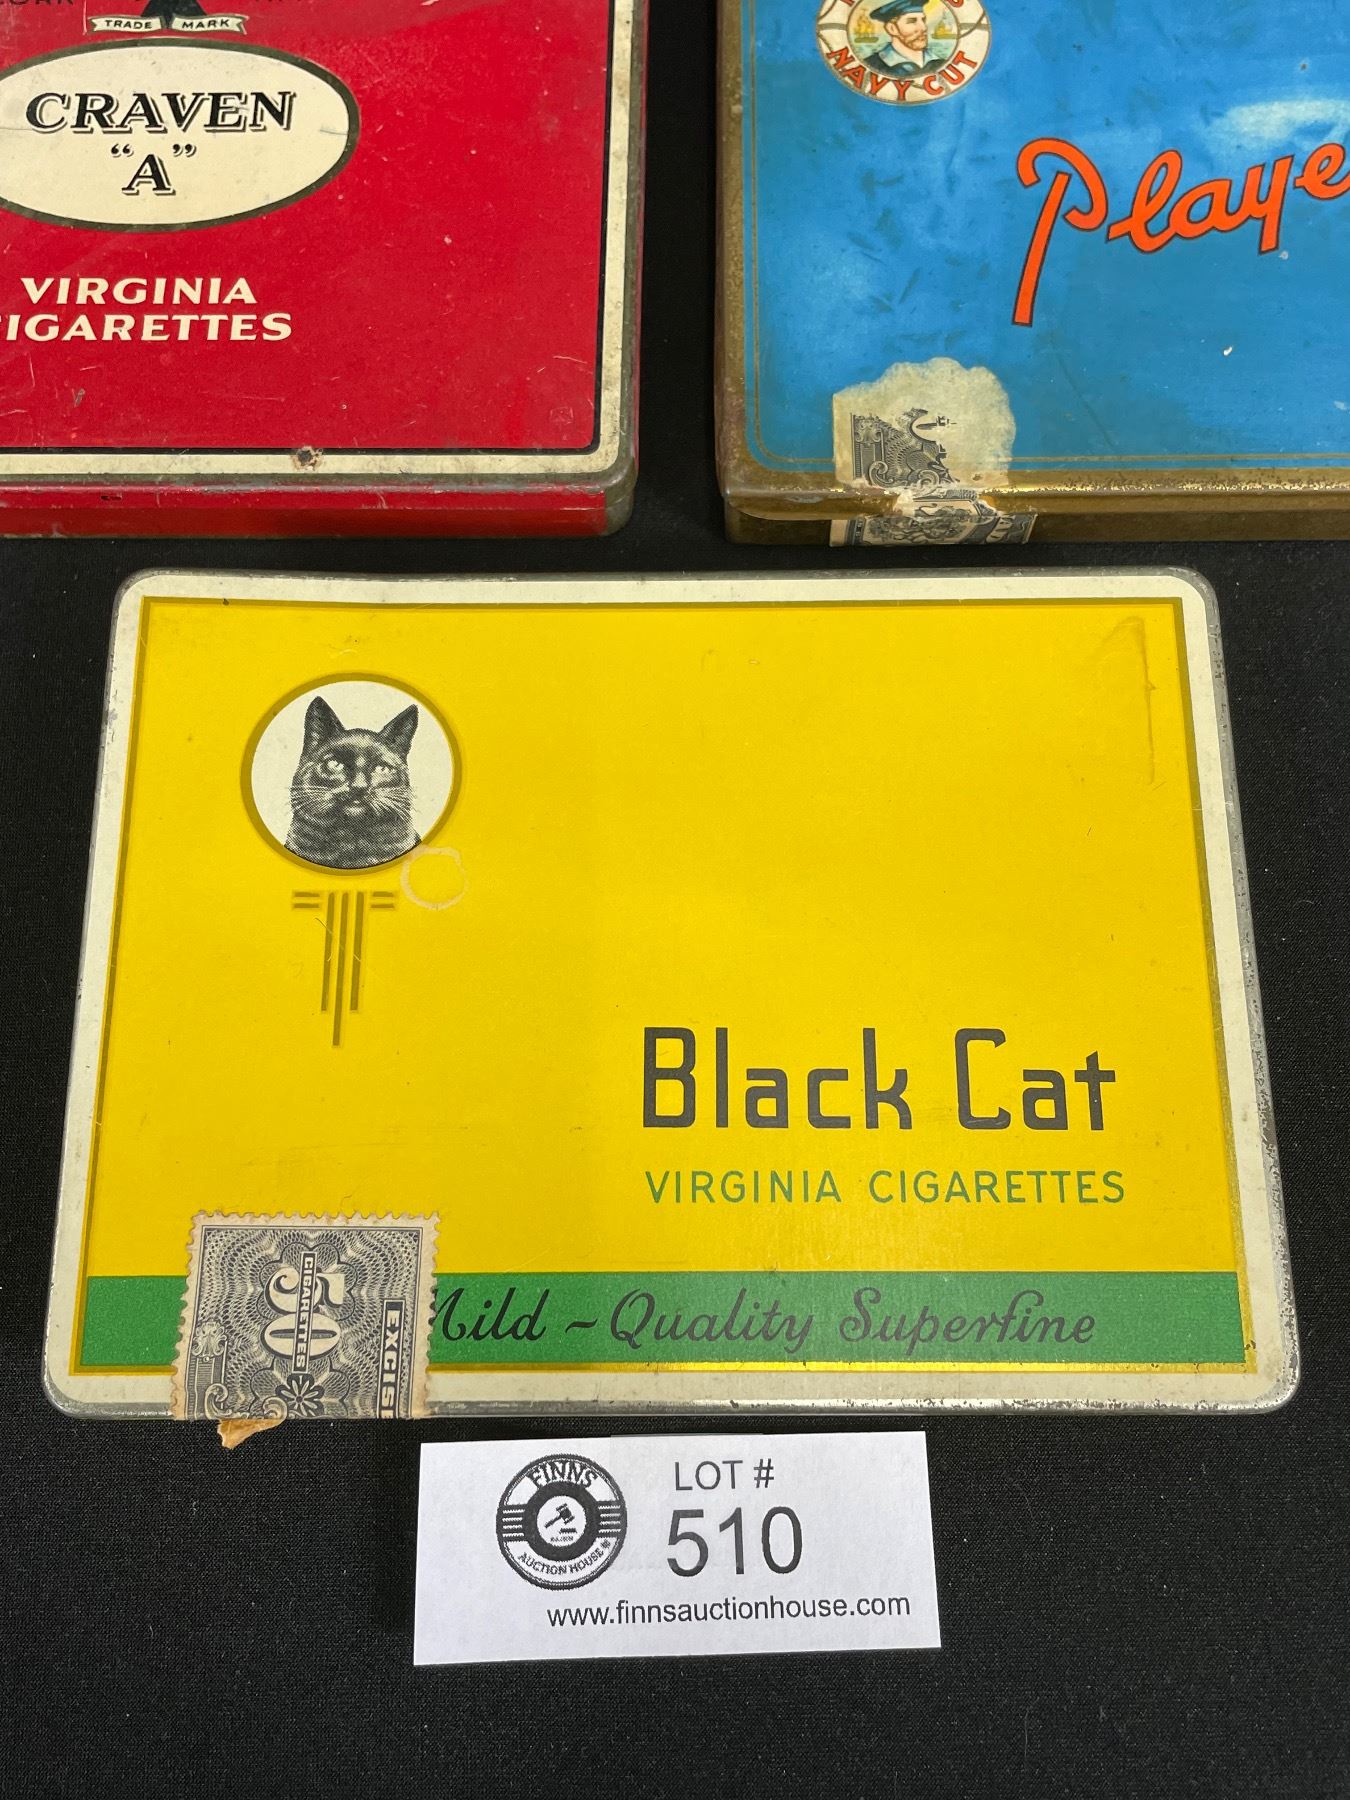 TRADE MARK
CRAVEN
"A"
VIRGINIA
IGARETTES
NAVY CUT
Playe
Black Cat
VIRGINIA CIGARETTES
Mild ~ Quality Superfine
50
CIGARETTES
EXCISE
FINNS
AUCTION HOUSE
LOT #
510
www.finnsauctionhouse.com